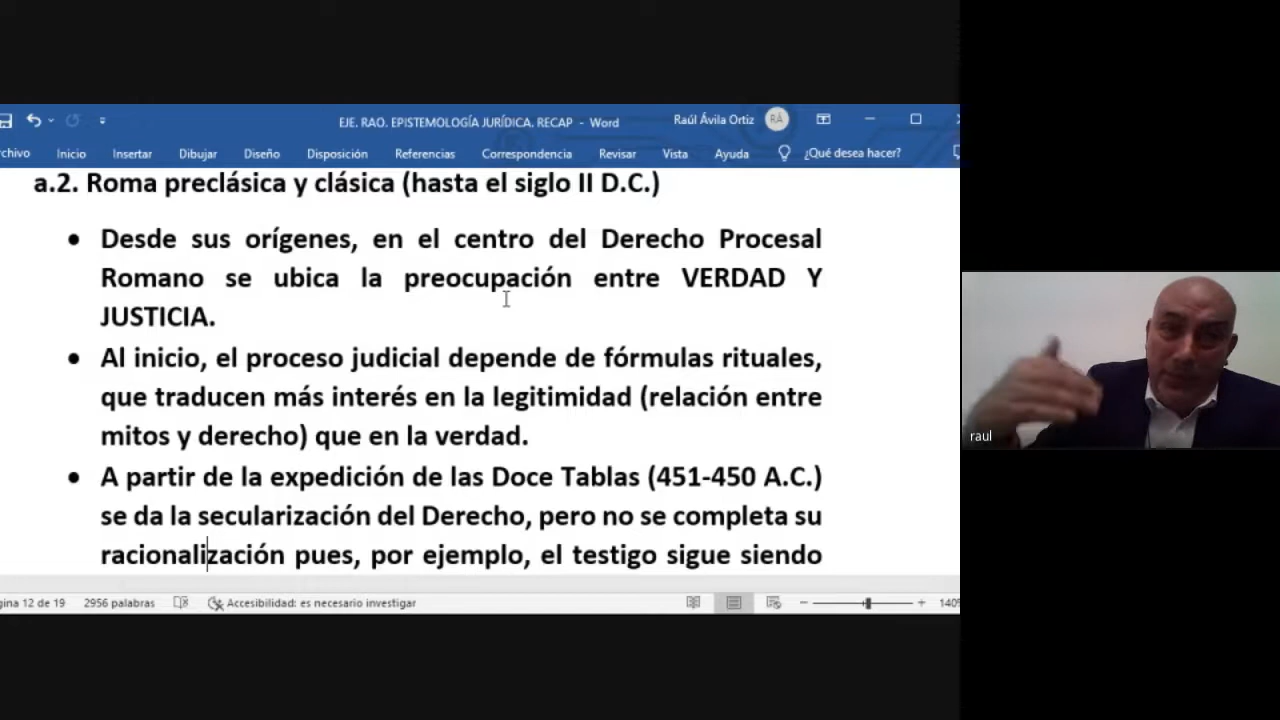 EJE. RAO. EPISTEMOLOGÍA JURÍDICA. RECAP - Word
Raúl Ávila Ortiz
RÁ
rchivo Inicio Insertar Dibujar Diseño Disposición Referencias Correspondencia Revisar Vista Ayuda ¿Qué desea hacer?
a.2. Roma preclásica y clásica (hasta el siglo II D.C.)
• Desde sus orígenes, en el centro del Derecho Procesal
Romano se ubica la preocupación entre VERDAD Y
JUSTICIA.
• Al inicio, el proceso judicial depende de fórmulas rituales,
que traducen más interés en la legitimidad (relación entre
mitos y derecho) que en la verdad.
• A partir de la expedición de las Doce Tablas (451-450 A.C.)
se da la secularización del Derecho, pero no se completa su
racionalización pues, por ejemplo, el testigo sigue siendo
gina 12 de 19 2956 palabras Accesibilidad: es necesario investigar
140
raul